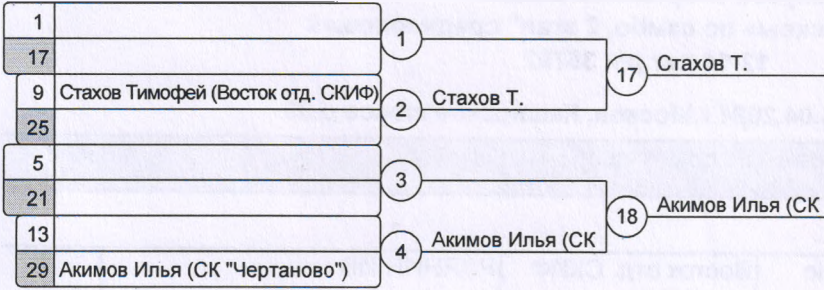 1
17
9 Стахов Тимофей (Восток отд. СКИФ)
25
5
21
13
29 Акимов Илья (СК "Чертаново")
1
2 Стахов Т.
3
4 Акимов Илья (СК
17 Стахов Т.
18 Акимов Илья (СК